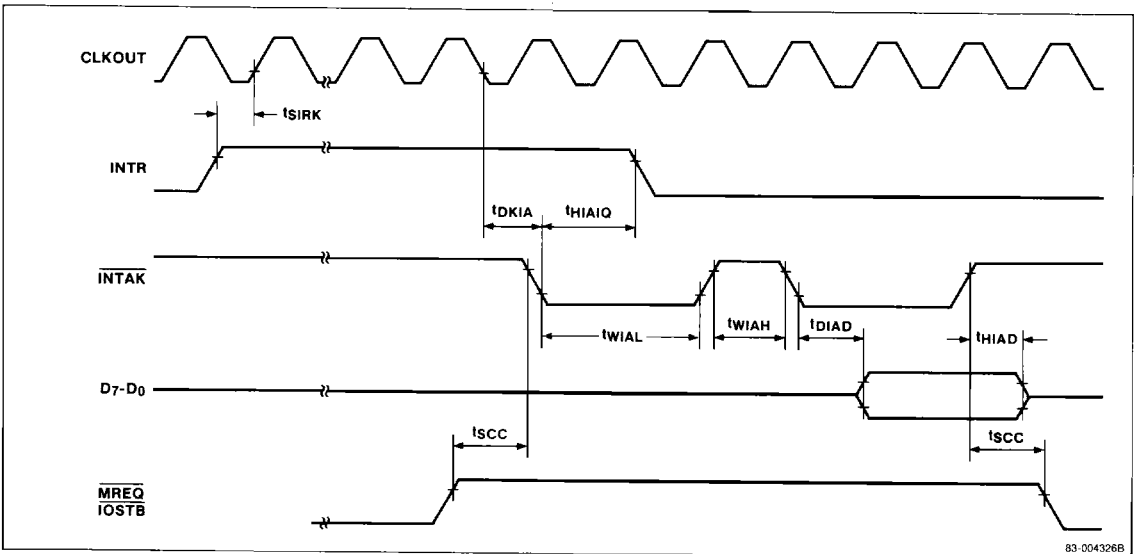 CLKOUT
tSIRK
INTR
tDKIA
tHIAIQ
INTAK
tWIAL
tWIAH
tDIAD
tHIAD
D7-D0
tSCC
tSCC
MREQ
IOSTB
83-004326B